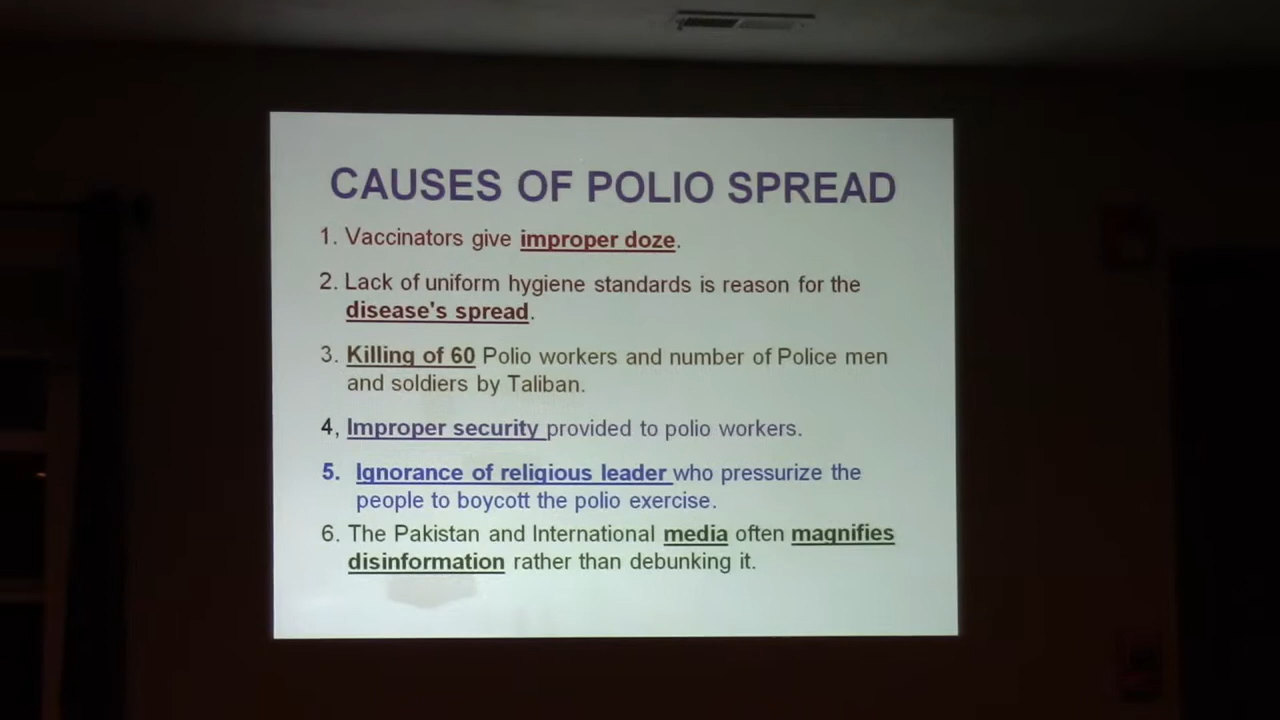 CAUSES OF POLIO SPREAD
1. Vaccinators give improper doze.
2. Lack of uniform hygiene standards is reason for the
disease's spread.
3. Killing of 60 Polio workers and number of Police men
and soldiers by Taliban.
4, Improper security provided to polio workers.
5. Ignorance of religious leader who pressurize the
people to boycott the polio exercise.
6. The Pakistan and International media often magnifies
disinformation rather than debunking it.